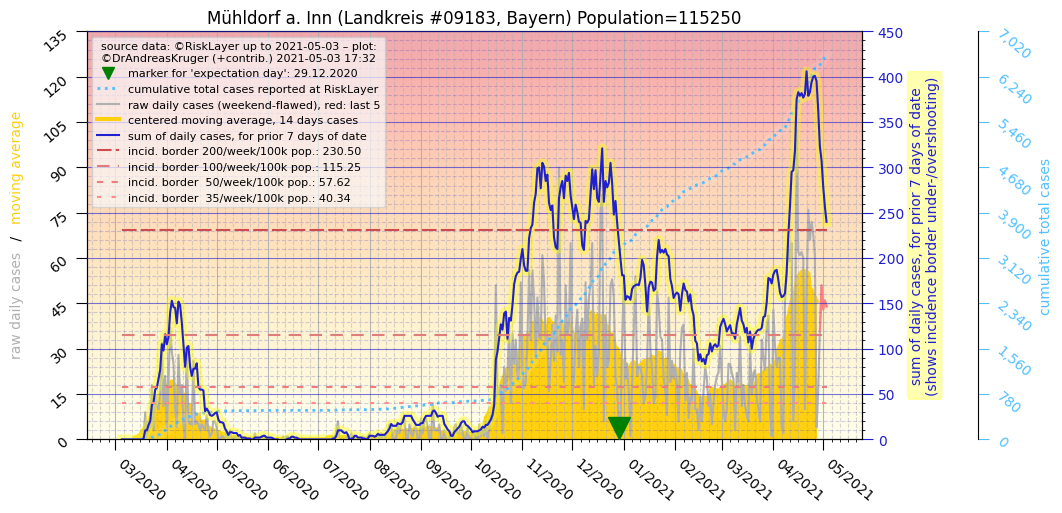 Mühldorf a. Inn (Landkreis #09183, Bayern) Population=115250
source data: ©RiskLayer up to 2021-05-03 – plot:
©DrAndreasKruger (+contrib.) 2021-05-03 17:32
marker for 'expectation day': 29.12.2020
cumulative total cases reported at RiskLayer
raw daily cases (weekend-flawed), red: last 5
centered moving average, 14 days cases
sum of daily cases, for prior 7 days of date
incid. border 200/week/100k pop.: 230.50
incid. border 100/week/100k pop.: 115.25
incid. border  50/week/100k pop.: 57.62
incid. border  35/week/100k pop.: 40.34
raw daily cases  /  moving average
135
120
105
90
75
60
45
30
15
0
03/2020
04/2020
05/2020
06/2020
07/2020
08/2020
09/2020
10/2020
11/2020
12/2020
01/2021
02/2021
03/2021
04/2021
05/2021
450
400
350
300
250
200
150
100
50
0
sum of daily cases, for prior 7 days of date
(shows incidence border under-/overshooting)
7,020
6,240
5,460
4,680
3,900
3,120
2,340
1,560
780
0
cumulative total cases